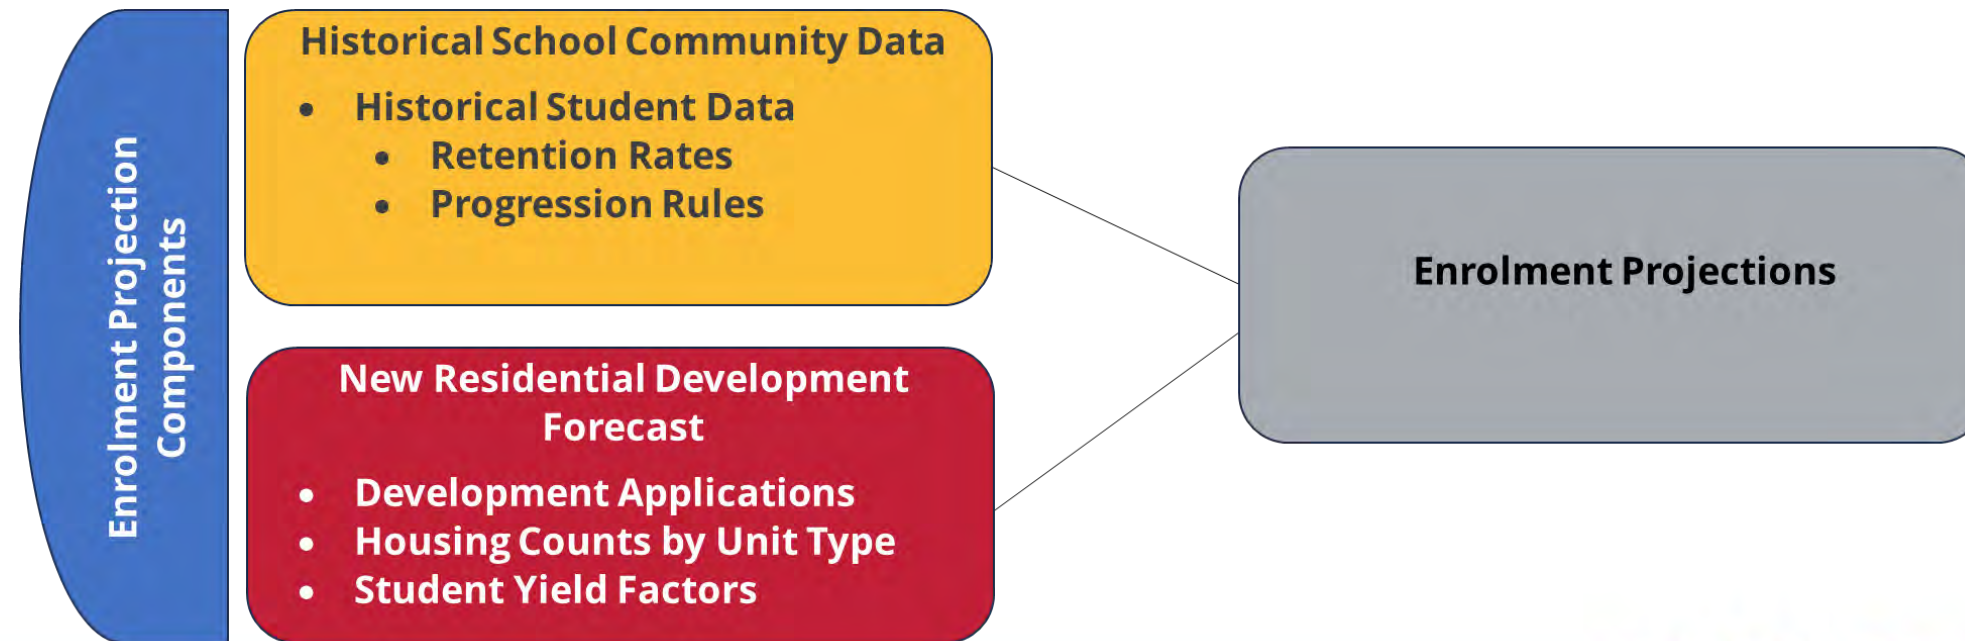 Enrolment Projection
Components
Historical School Community Data
• Historical Student Data
• Retention Rates
• Progression Rules
New Residential Development
Forecast
• Development Applications
• Housing Counts by Unit Type
• Student Yield Factors
Enrolment Projections